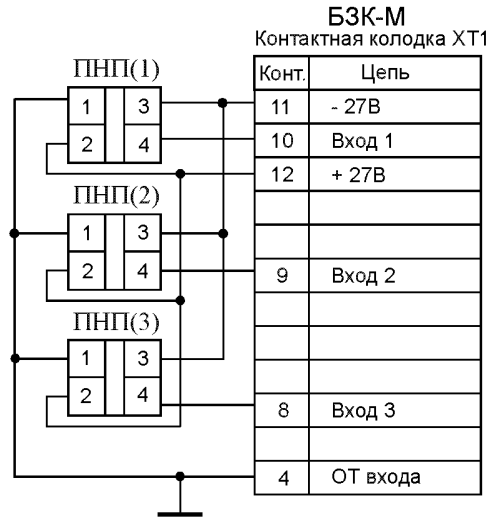 БЗК-М
Контактная колодка XT1
ПНП(1)
Конт. Цепь
1 3
11 - 27В
2 4
10 Вход 1
12 + 27В
ПНП(2)
1 3
2 4
9 Вход 2
ПНП(3)
1 3
2 4
8 Вход 3
4 ОТ входа